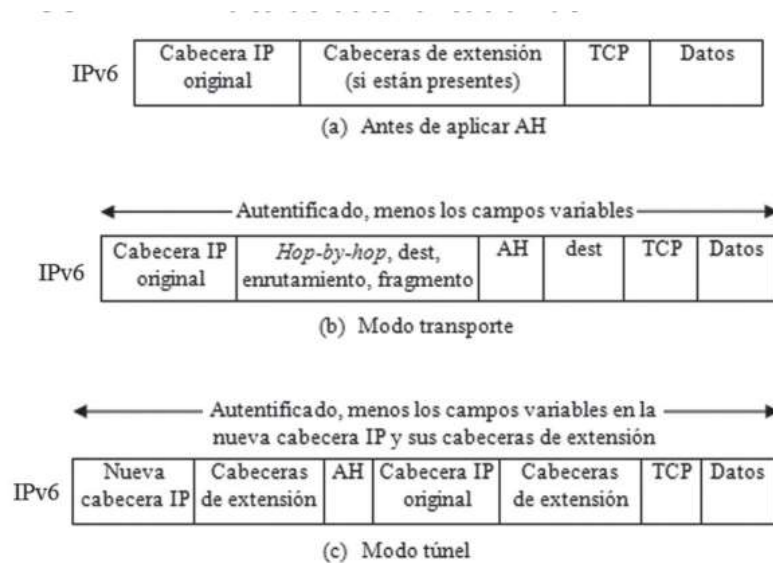 Cabecera IP original
Cabeceras de extensión (si están presentes)
TCP
Datos
IPv6
(a) Antes de aplicar AH
Autentificado, menos los campos variables
Cabecera IP original
Hop-by-hop, dest, enrutamiento, fragmento
AH
dest
TCP
Datos
IPv6
(b) Modo transporte
Autentificado, menos los campos variables en la
nueva cabecera IP y sus cabeceras de extensión
Nueva cabecera IP
Cabeceras de extensión
AH
Cabecera IP original
Cabeceras de extensión
TCP
Datos
IPv6
(c) Modo túnel